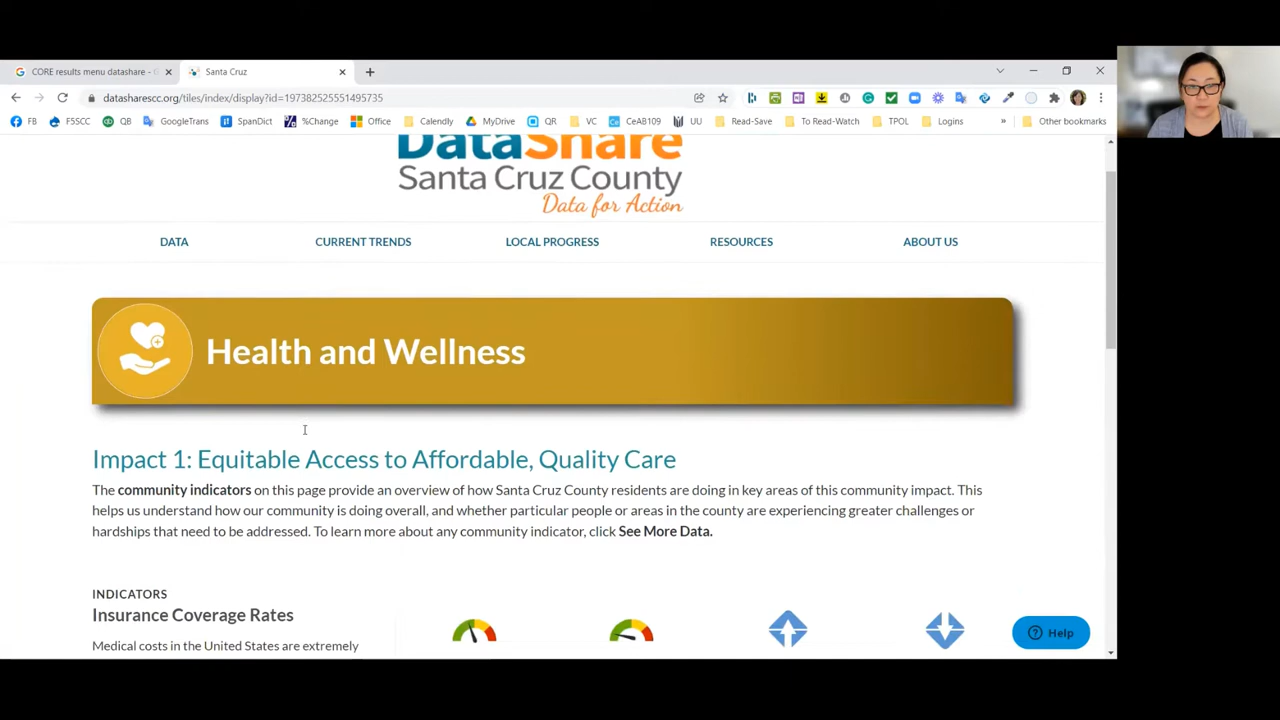 CORE results menu datashare -
Santa Cruz
datasharescc.org/tiles/index/display?id=197382525551495735
FB F5SCC QB GoogleTrans SpanDict %Change Office Calendly MyDrive QR VC CeAB109 UU Read-Save To Read-Watch TPOL Logins » Other bookmarks
DataShare
Santa Cruz County
Data for Action
DATA CURRENT TRENDS LOCAL PROGRESS RESOURCES ABOUT US
Health and Wellness
Impact 1: Equitable Access to Affordable, Quality Care
The community indicators on this page provide an overview of how Santa Cruz County residents are doing in key areas of this community impact. This
helps us understand how our community is doing overall, and whether particular people or areas in the county are experiencing greater challenges or
hardships that need to be addressed. To learn more about any community indicator, click See More Data.
INDICATORS
Insurance Coverage Rates
Medical costs in the United States are extremely
Help